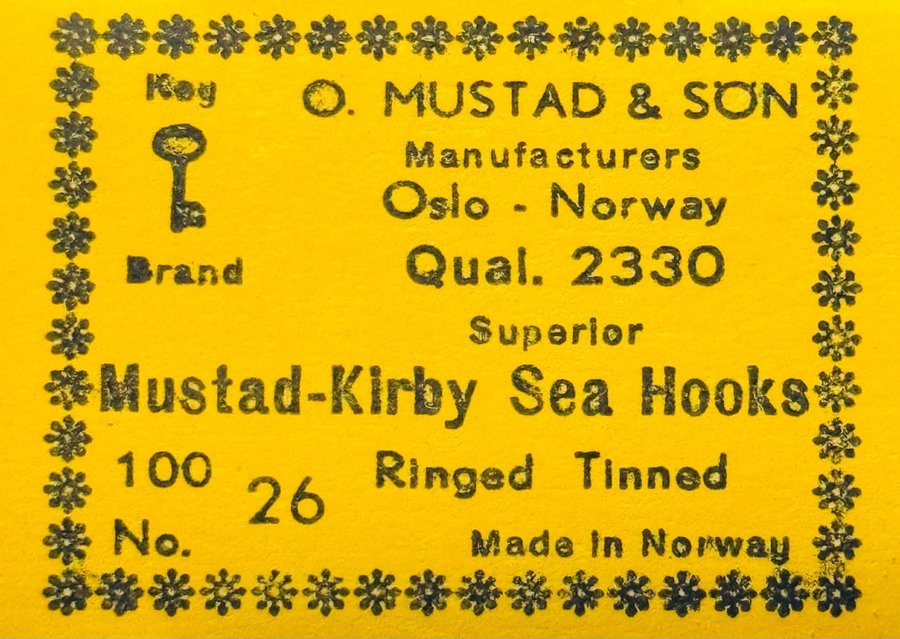 Key
Brand
O. MUSTAD & SÖN
Manufacturers
Oslo - Norway
Qual. 2330
Superior
Mustad-Kirby Sea Hooks
100 Ringed Tinned
No. 26
Made in Norway